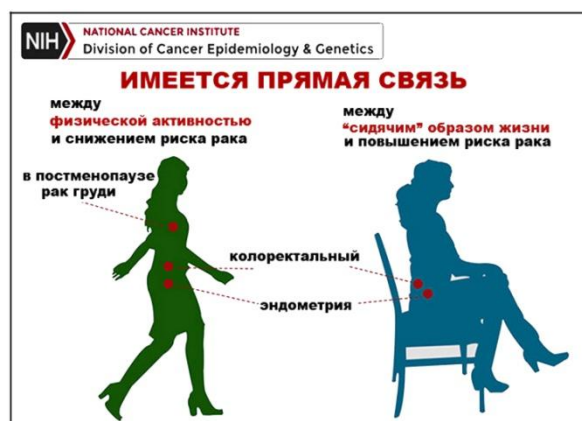 NIH
NATIONAL CANCER INSTITUTE
Division of Cancer Epidemiology & Genetics
ИМЕЕТСЯ ПРЯМАЯ СВЯЗЬ
между
физической активностью
и снижением риска рака
между
“сидячим” образом жизни
и повышением риска рака
в постменопаузе
рак груди
колоректальный
эндометрия